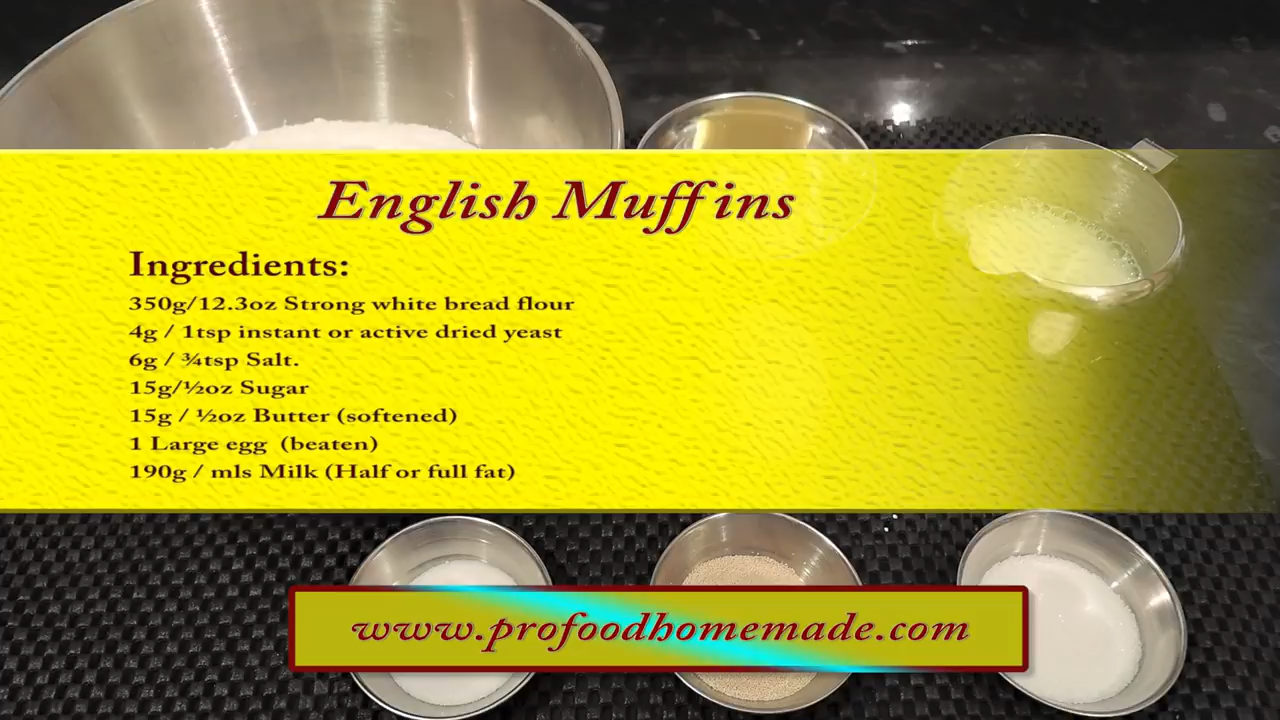 English Muffins
Ingredients:
350g/12.3oz Strong white bread flour
4g / 1tsp instant or active dried yeast
6g / ¾tsp Salt.
15g/½oz Sugar
15g / ½oz Butter (softened)
1 Large egg (beaten)
190g / mls Milk (Half or full fat)
www.profoodhomemade.com